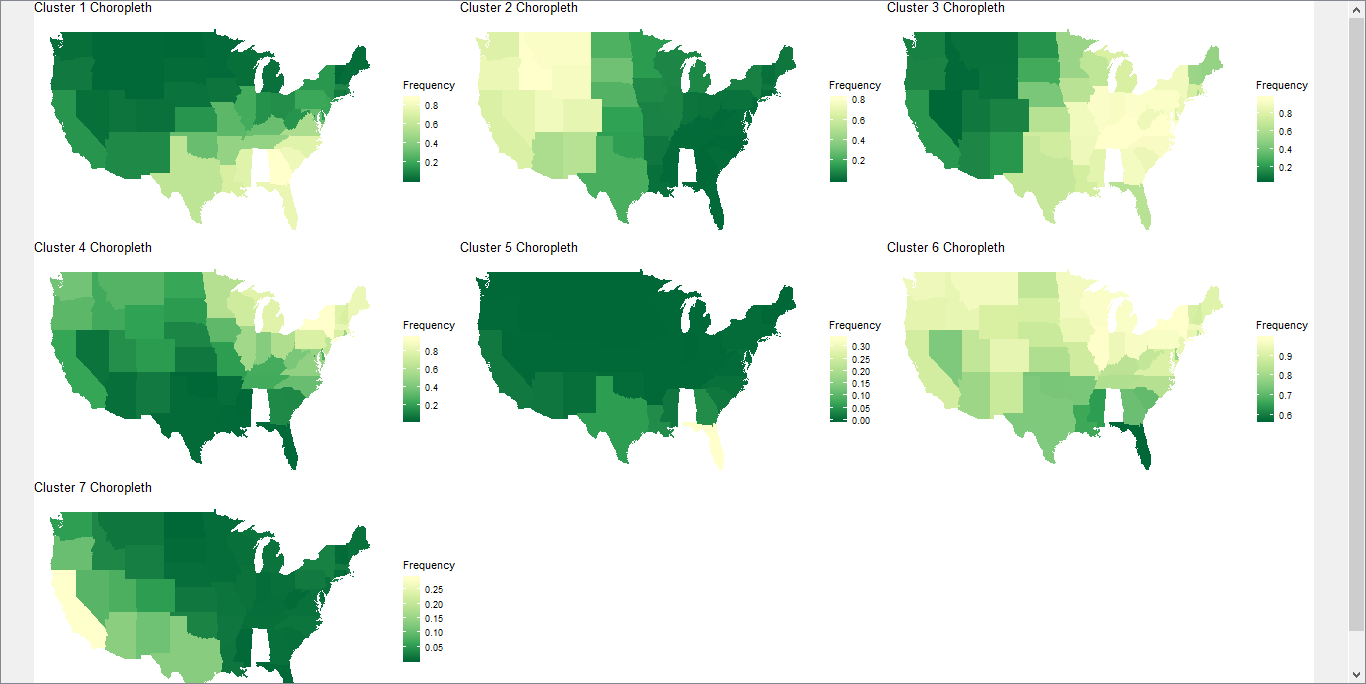 Cluster 1 Choropleth
Frequency
0.8
0.6
0.4
0.2
Cluster 2 Choropleth
Frequency
0.8
0.6
0.4
0.2
Cluster 3 Choropleth
Frequency
0.8
0.6
0.4
0.2
Cluster 4 Choropleth
Frequency
0.8
0.6
0.4
0.2
Cluster 5 Choropleth
Frequency
0.30
0.25
0.20
0.15
0.10
0.05
0.00
Cluster 6 Choropleth
Frequency
0.9
0.8
0.7
0.6
Cluster 7 Choropleth
Frequency
0.25
0.20
0.15
0.10
0.05